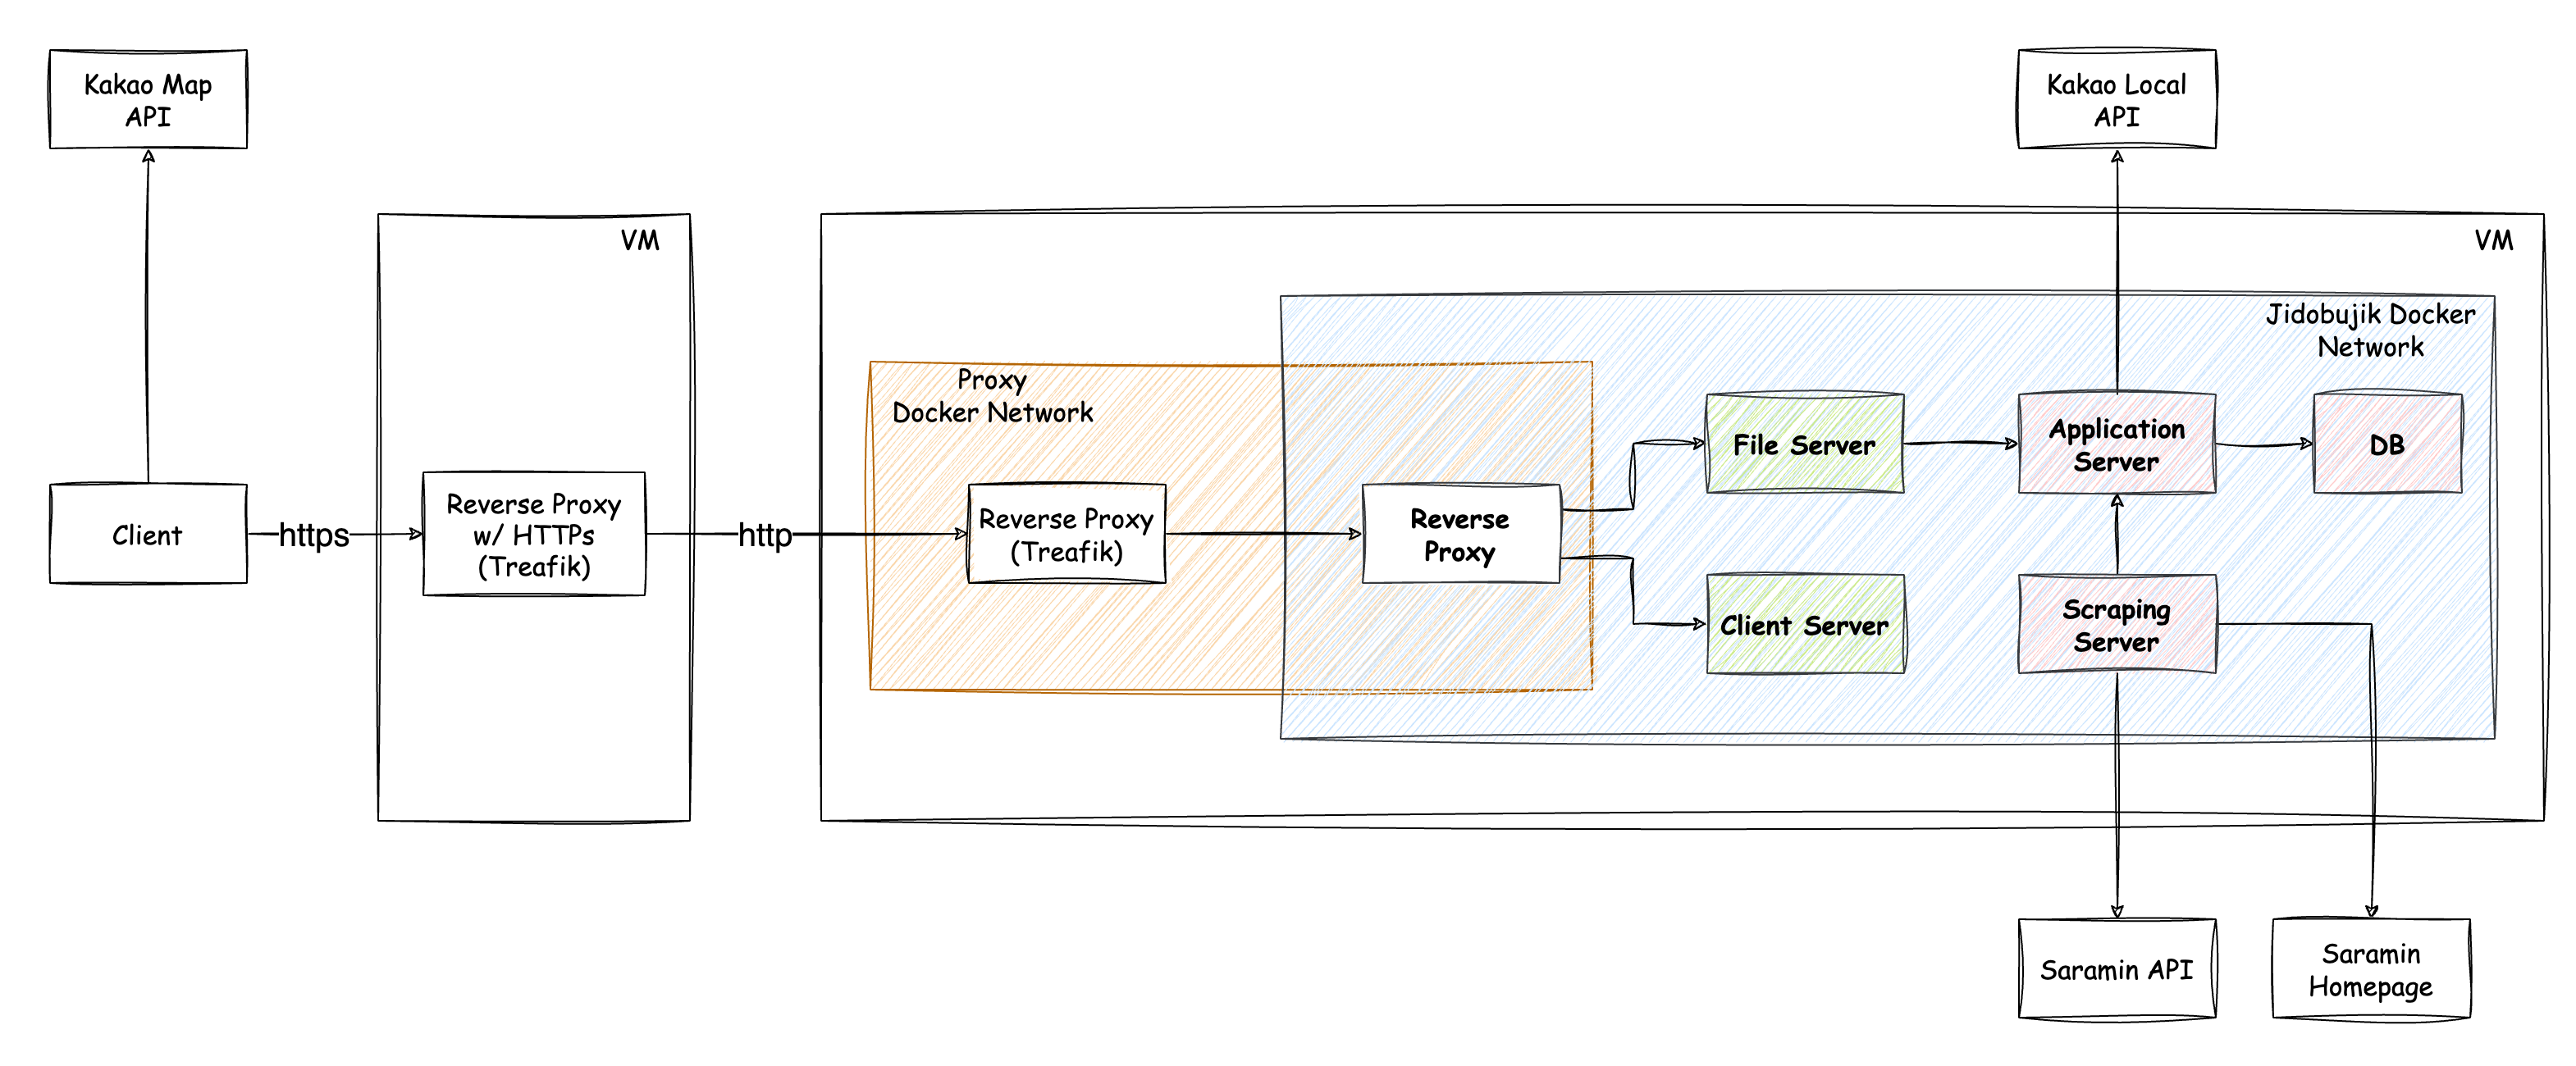 Kakao Map
API
Kakao Local
API
VM
VM
Jidobujik Docker
Network
Proxy
Docker Network
Client
https
Reverse Proxy
w/ HTTPs
(Treafik)
http
Reverse Proxy
(Treafik)
Reverse
Proxy
File Server
Application
Server
DB
Client Server
Scraping
Server
Saramin API
Saramin
Homepage